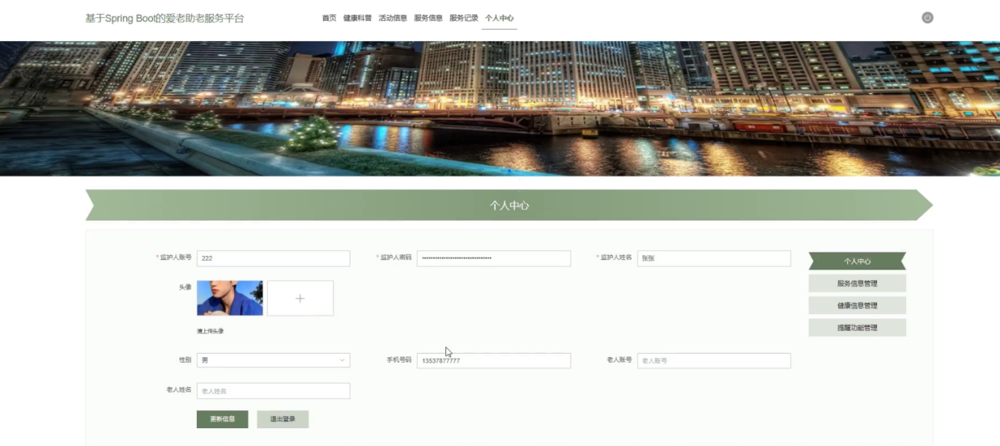 基于Spring Boot的爱老助老服务平台
首页 健康科普 活动信息 服务信息 服务记录 个人中心
个人中心
* 监护人账号 222 * 监护人密码 * 监护人姓名 张张
个人中心
服务信息管理
健康信息管理
提醒功能管理
头像
请上传头像
性别 男 手机号码 13537877777 老人账号 老人账号
老人姓名 老人姓名
更新信息 退出登录